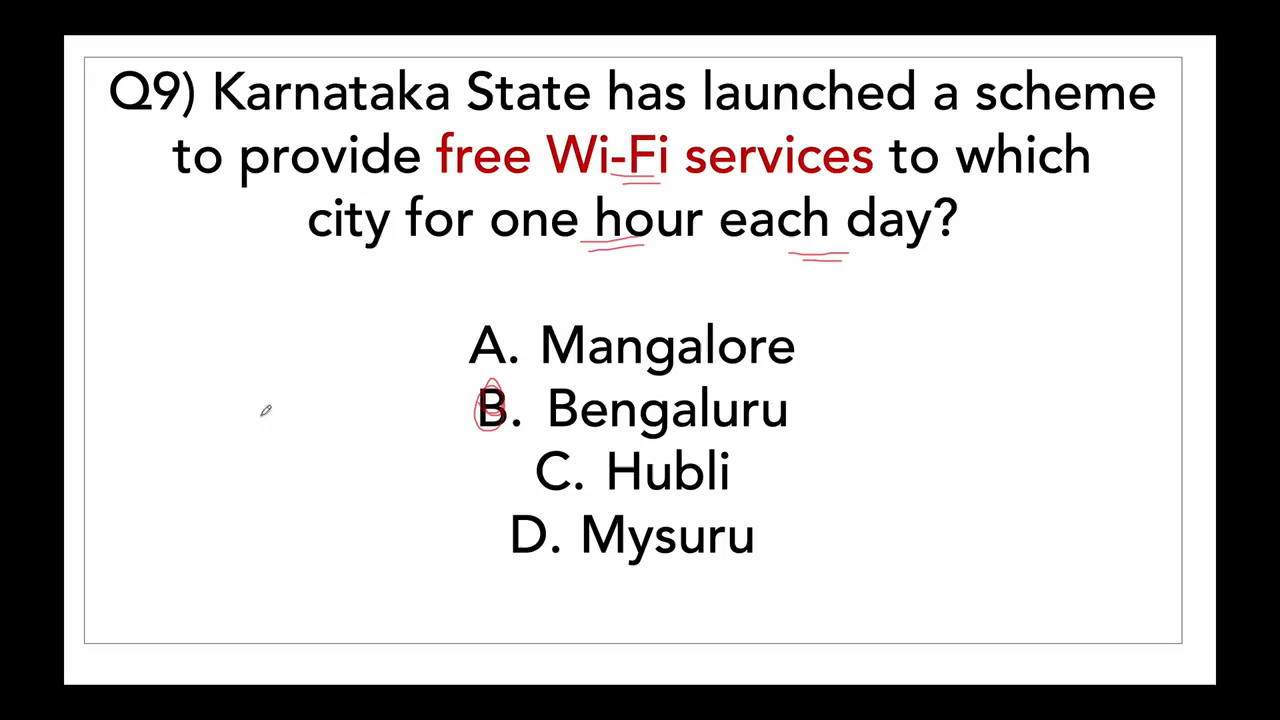 Q9) Karnataka State has launched a scheme
to provide free Wi-Fi services to which
city for one hour each day?
A. Mangalore
B. Bengaluru
C. Hubli
D. Mysuru